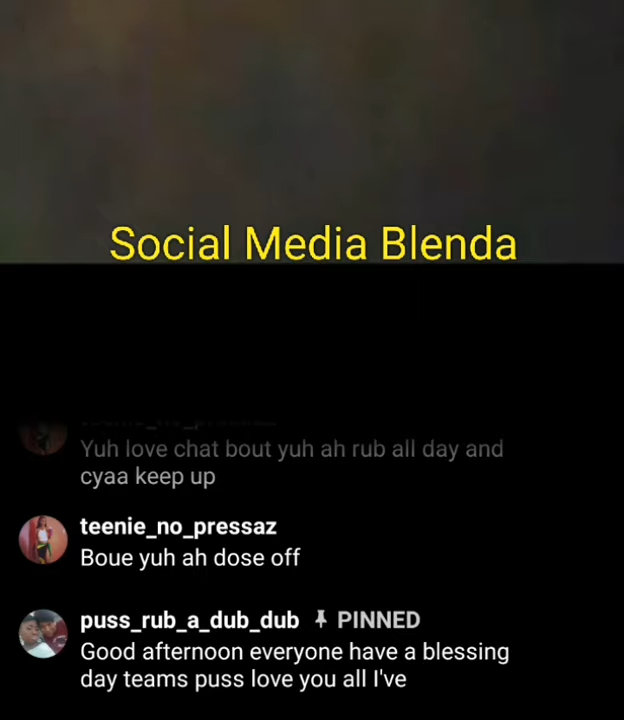 Social Media Blenda
Yuh love chat bout yuh ah rub all day and
cyaa keep up
teenie_no_pressaz
Boue yuh ah dose off
puss_rub_a_dub_dub PINNED
Good afternoon everyone have a blessing
day teams puss love you all I've